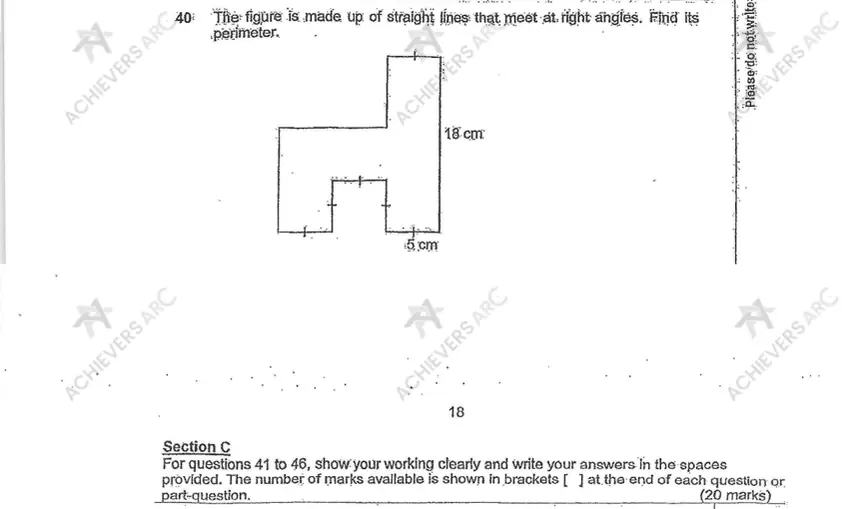 40 The figure is made up of straight lines that meet at right angles. Find its
perimeter.
18 cm
5 cm
Please do not write
ACHIEVERS ARC
ACHIEVERS ARC
ACHIEVERS ARC
ACHIEVERS ARC
ACHIEVERS ARC
ACHIEVERS ARC
18
Section C
For questions 41 to 46, show your working clearly and write your answers in the spaces
provided. The number of marks available is shown in brackets [ ] at the end of each question or
part-question. (20 marks)